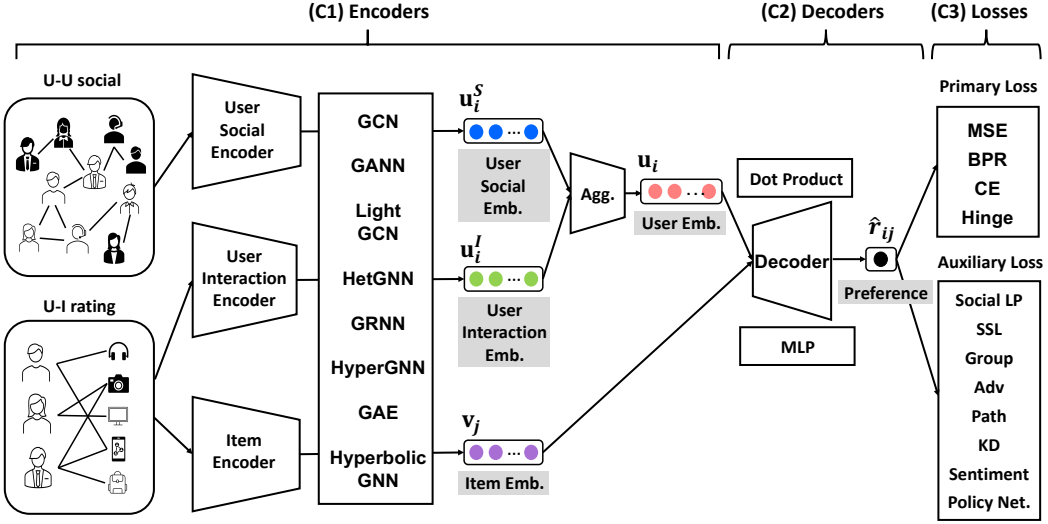 (C1) Encoders
(C2) Decoders
(C3) Losses
U-U social
User
Social
Encoder
User
Interaction
Encoder
U-I rating
Item
Encoder
GCN
GANN
Light
GCN
HetGNN
GRNN
HyperGNN
GAE
Hyperbolic
GNN
u_i^S
...
User
Social
Emb.
u_i^I
...
User
Interaction
Emb.
v_j
...
Item Emb.
Agg.
u_i
...
User Emb.
Dot Product
Decoder
MLP
r̂_ij
Preference
Primary Loss
MSE
BPR
CE
Hinge
Auxiliary Loss
Social LP
SSL
Group
Adv
Path
KD
Sentiment
Policy Net.